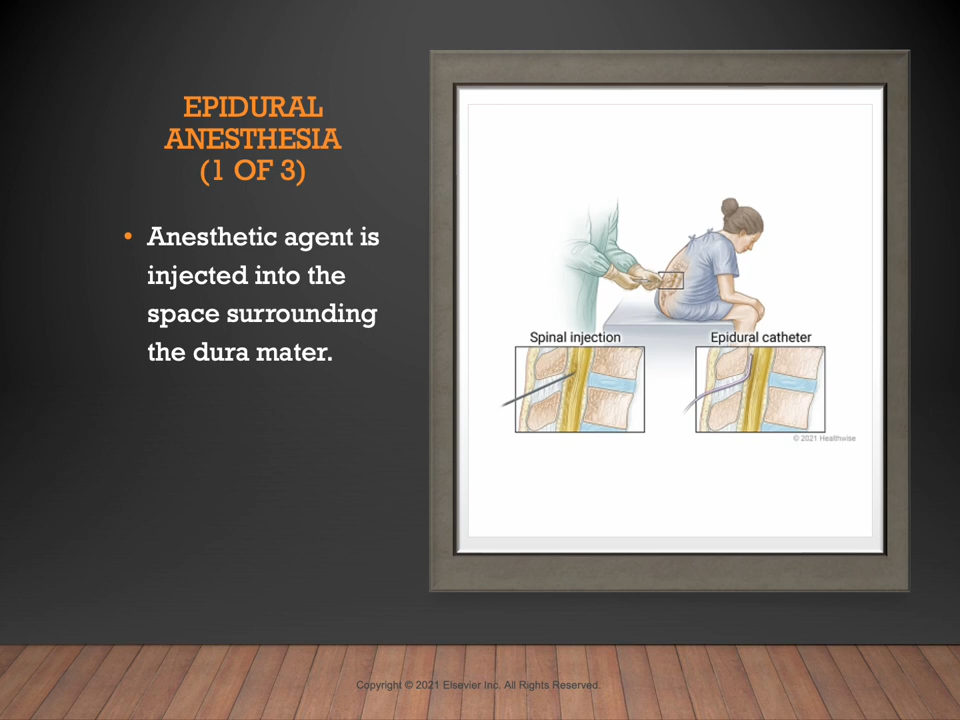 EPIDURAL
ANESTHESIA
(1 OF 3)
• Anesthetic agent is
injected into the
space surrounding
the dura mater.
Spinal injection
Epidural catheter
© 2021 Healthwise
Copyright © 2021 Elsevier Inc. All Rights Reserved.